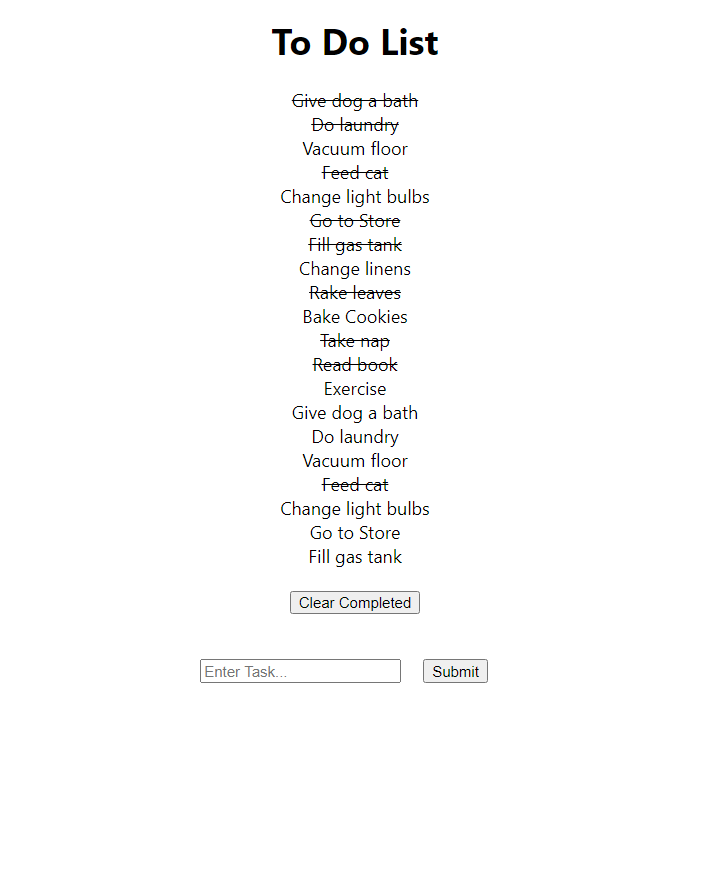 To Do List
Give dog a bath
Do laundry
Vacuum floor
Feed cat
Change light bulbs
Go to Store
Fill gas tank
Change linens
Rake leaves
Bake Cookies
Take nap
Read book
Exercise
Give dog a bath
Do laundry
Vacuum floor
Feed cat
Change light bulbs
Go to Store
Fill gas tank
Clear Completed
Enter Task... Submit